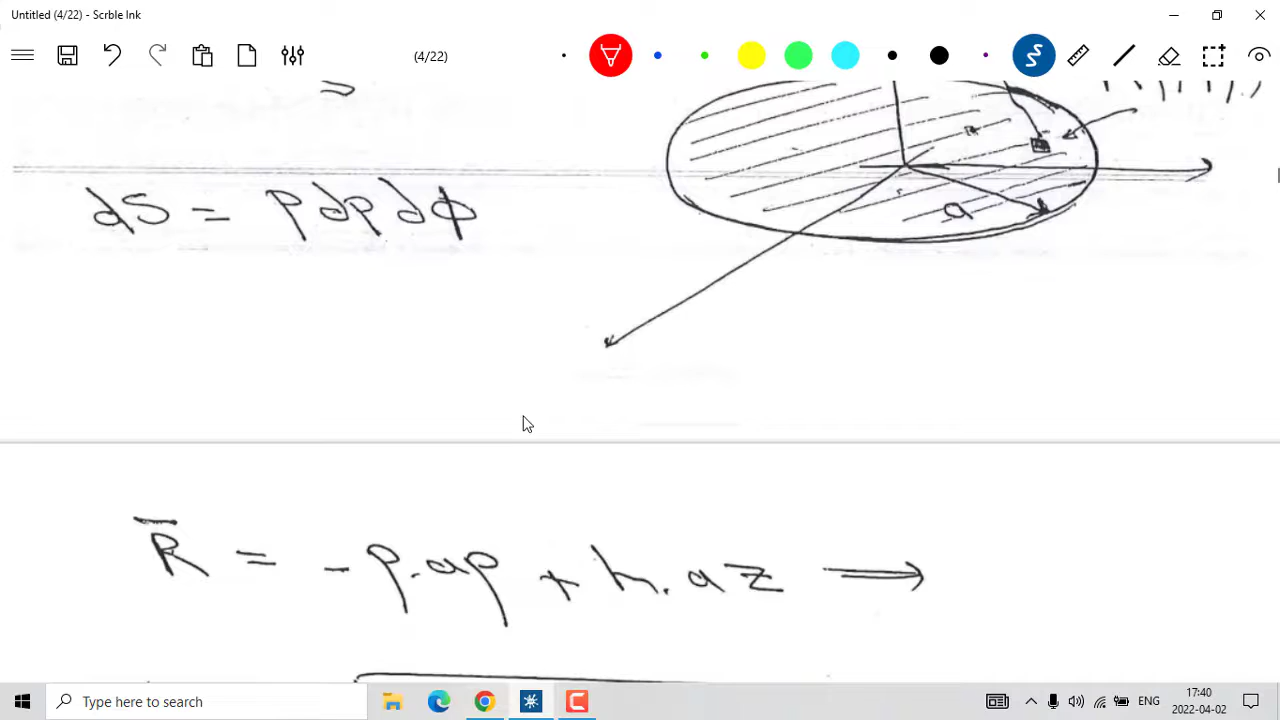 Untitled (4/22) - Scrble Ink
(4/22)
dS = ρdρdϕ
a
R̄ = -ρ.aρ + h.az →
Type here to search
ENG
17:40
2022-04-02